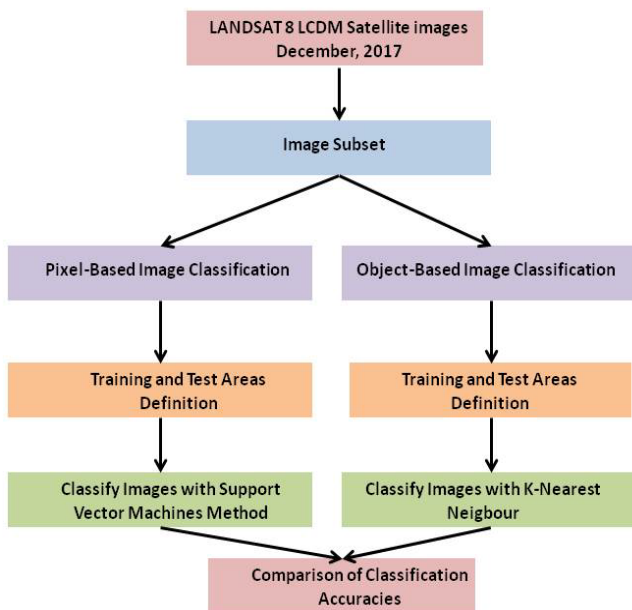 LANDSAT 8 LCDM Satellite images
December, 2017
Image Subset
Pixel-Based Image Classification
Object-Based Image Classification
Training and Test Areas
Definition
Training and Test Areas
Definition
Classify Images with Support
Vector Machines Method
Classify Images with K-Nearest
Neigbour
Comparison of Classification
Accuracies